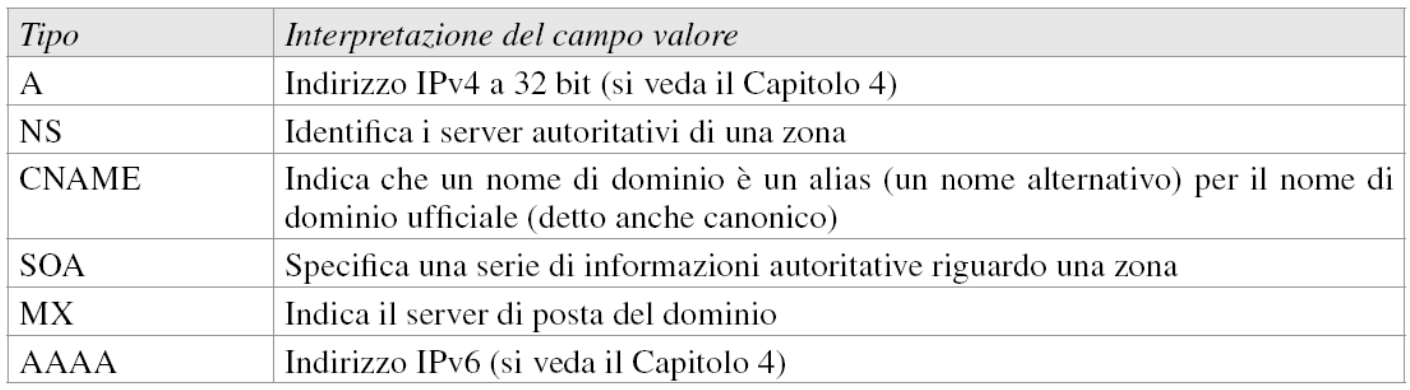 Tipo Interpretazione del campo valore
A Indirizzo IPv4 a 32 bit (si veda il Capitolo 4)
NS Identifica i server autoritativi di una zona
CNAME Indica che un nome di dominio è un alias (un nome alternativo) per il nome di
dominio ufficiale (detto anche canonico)
SOA Specifica una serie di informazioni autoritative riguardo una zona
MX Indica il server di posta del dominio
AAAA Indirizzo IPv6 (si veda il Capitolo 4)